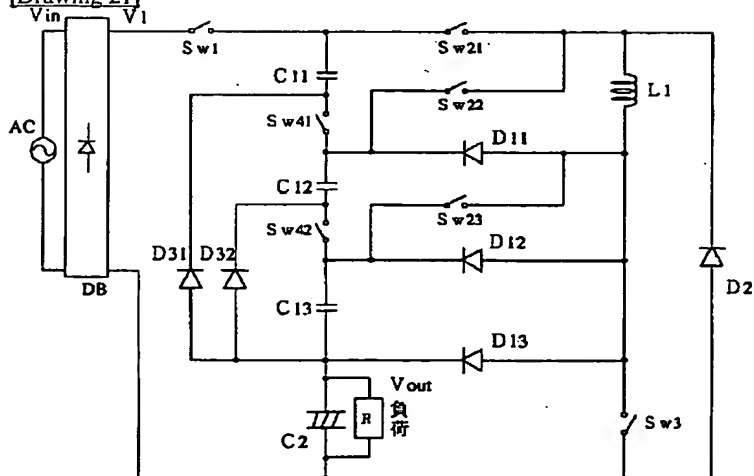 [Drawing 21]
Vin V1
Sw1
Sw21
C11
Sw22
L1
Sw41
AC
D11
C12
Sw23
Sw42
D31 D32
D12
D2
DB
C13
D13
Vout
負荷
R
Sw3
C2